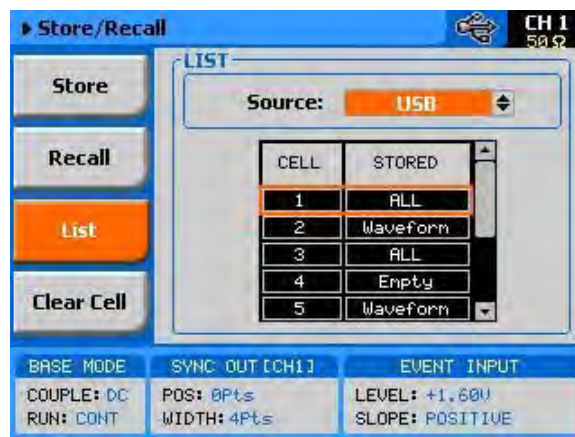 Store/Recall
CH 1
50Ω
Store
Recall
List
Clear Cell
LIST
Source: USB
CELL STORED
1 ALL
2 Waveform
3 ALL
4 Empty
5 Waveform
BASE MODE
COUPLE: DC
RUN: CONT
SYNC OUT [CH1]
POS: 0Pts
WIDTH: 4Pts
EVENT INPUT
LEVEL: +1.60V
SLOPE: POSITIVE